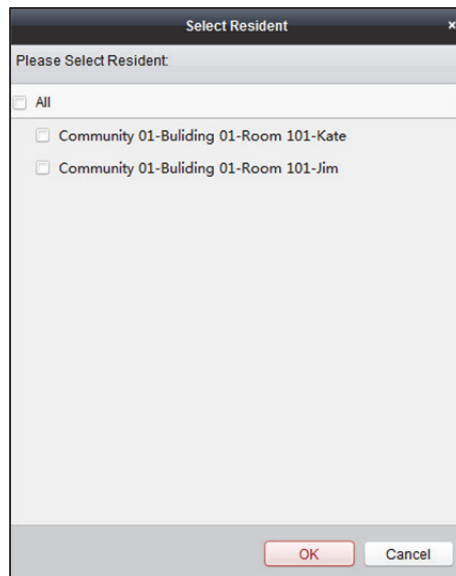 Select Resident
×
Please Select Resident:
All
Community 01-Buliding 01-Room 101-Kate
Community 01-Buliding 01-Room 101-Jim
OK
Cancel